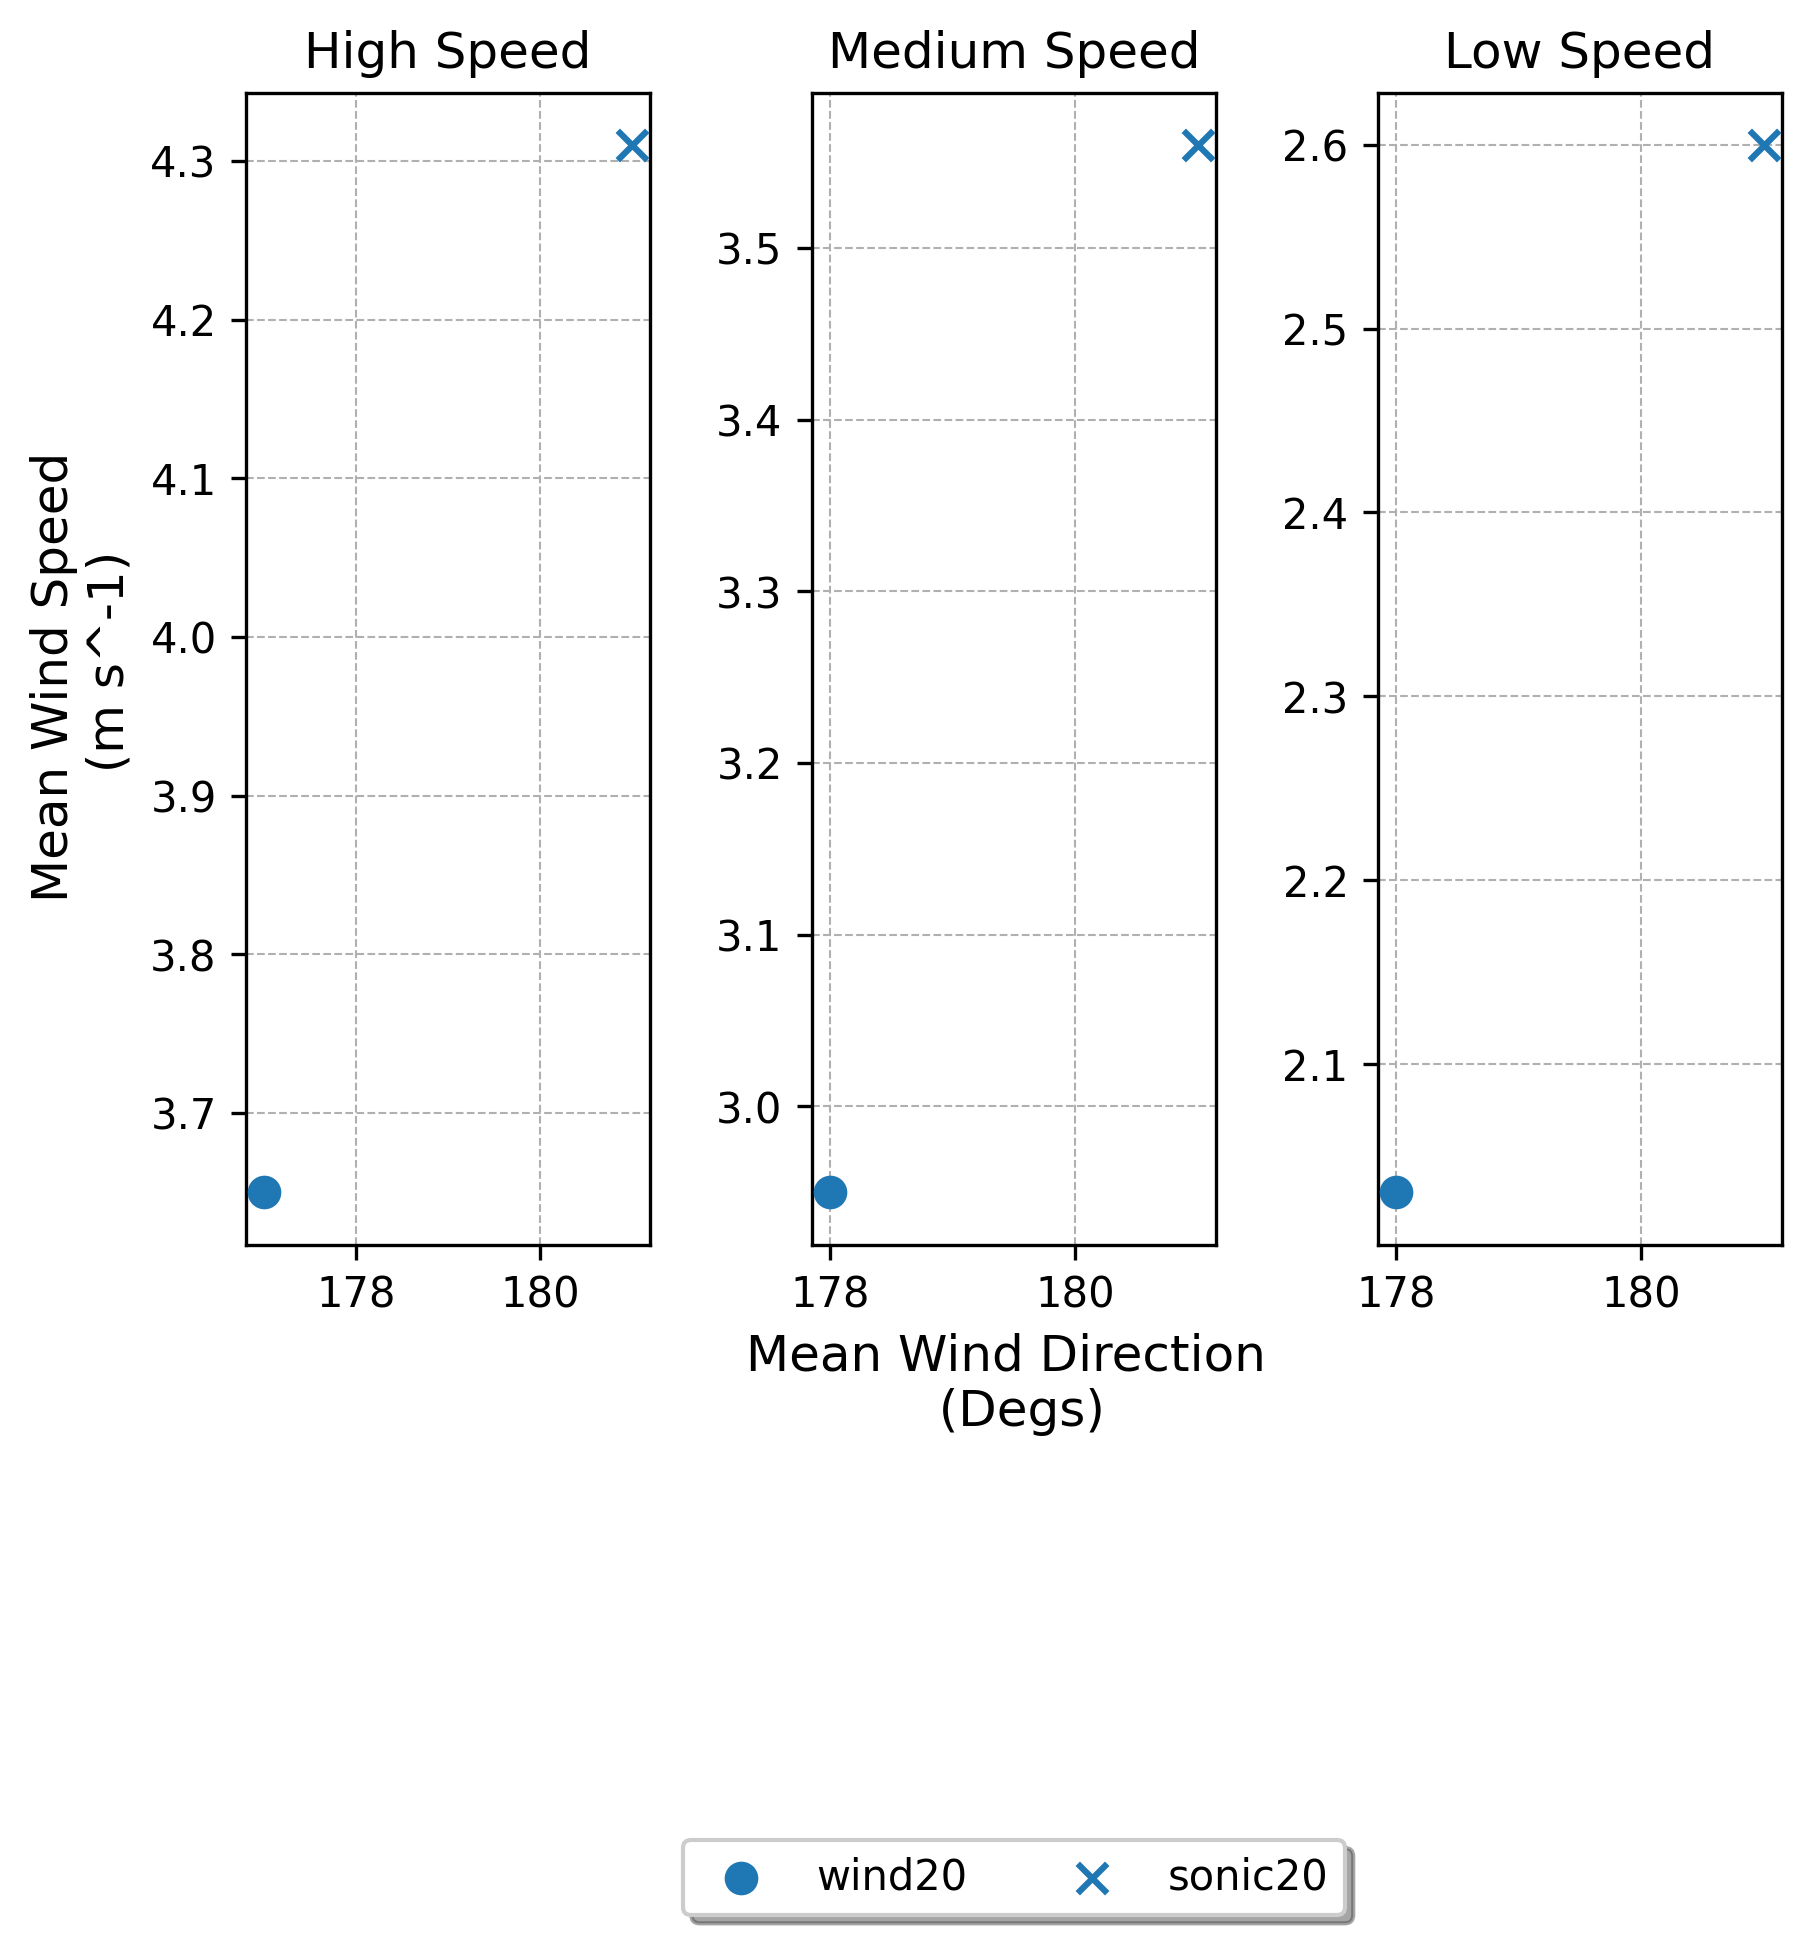 High Speed
Medium Speed
Low Speed
Mean Wind Speed
(m s^-1)
4.3
4.2
4.1
4.0
3.9
3.8
3.7
178
180
3.5
3.4
3.3
3.2
3.1
3.0
178
180
2.6
2.5
2.4
2.3
2.2
2.1
178
180
Mean Wind Direction
(Degs)
wind20
sonic20